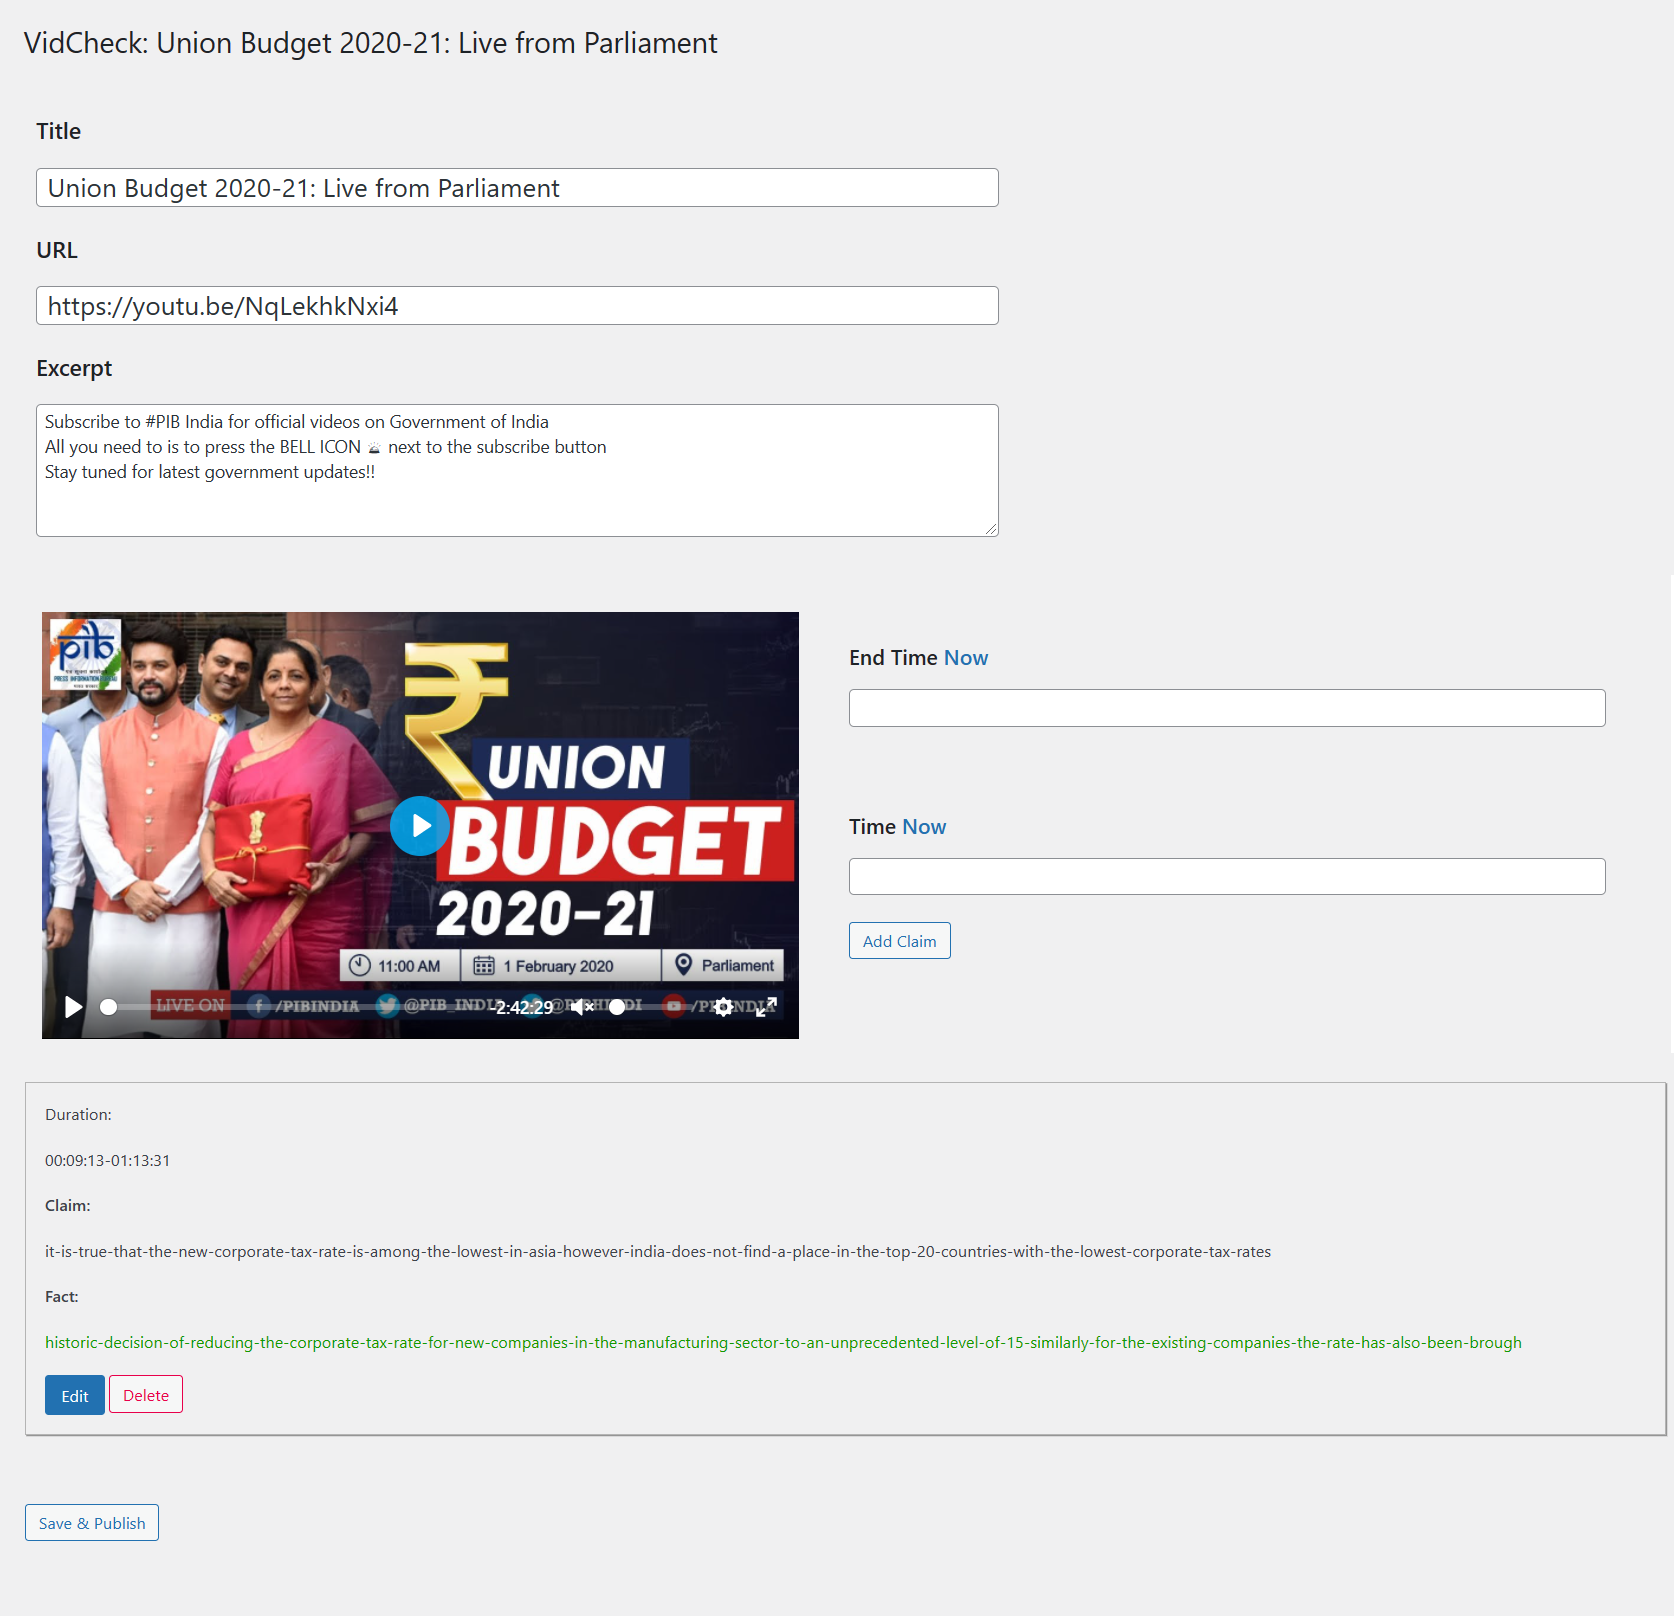 VidCheck: Union Budget 2020-21: Live from Parliament
Title
Union Budget 2020-21: Live from Parliament
URL
https://youtu.be/NqLekhkNxi4
Excerpt
Subscribe to #PIB India for official videos on Government of India
All you need to is to press the BELL ICON 🛎 next to the subscribe button
Stay tuned for latest government updates!!
पीआईबी
PRESS INFORMATION BUREAU
₹
UNION
BUDGET
2020-21
11:00 AM
1 February 2020
Parliament
LIVE ON
/PIBINDIA
@PIB_INDIA
@PIBHINDI
/PIBINDIA
-2:42:29
End Time Now
Time Now
Add Claim
Duration:
00:09:13-01:13:31
Claim:
it-is-true-that-the-new-corporate-tax-rate-is-among-the-lowest-in-asia-however-india-does-not-find-a-place-in-the-top-20-countries-with-the-lowest-corporate-tax-rates
Fact:
historic-decision-of-reducing-the-corporate-tax-rate-for-new-companies-in-the-manufacturing-sector-to-an-unprecedented-level-of-15-similarly-for-the-existing-companies-the-rate-has-also-been-brough
Edit
Delete
Save & Publish